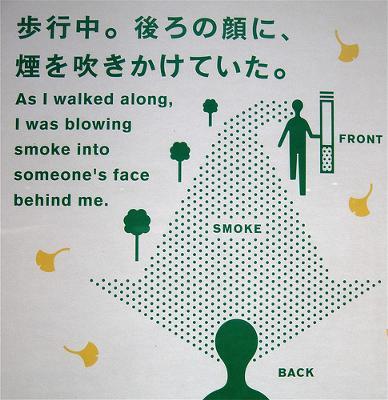 歩行中。後ろの顔に、
煙を吹きかけていた。
As I walked along,
I was blowing
smoke into
someone's face
behind me.
FRONT
SMOKE
BACK